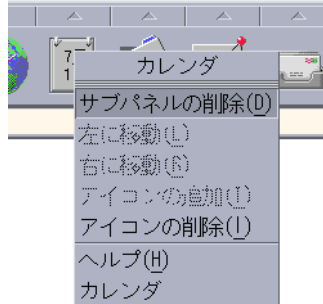 7
1
カレンダ
サブパネルの削除(D)
左に移動(L)
右に移動(R)
アイコンの追加(I)
アイコンの削除(I)
ヘルプ(H)
カレンダ